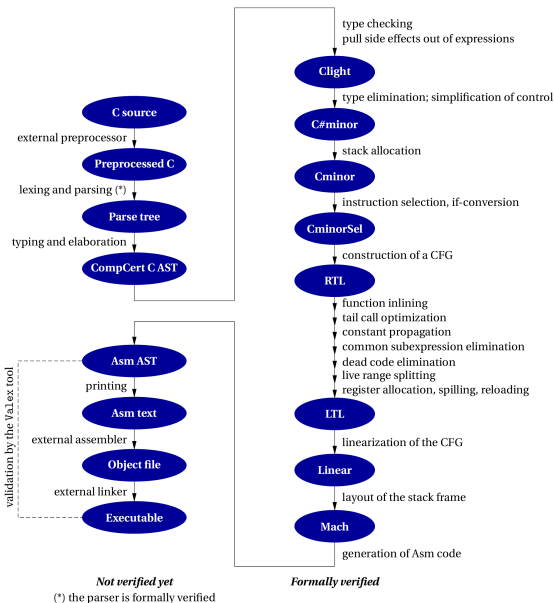 C source
external preprocessor
Preprocessed C
lexing and parsing (*)
Parse tree
typing and elaboration
CompCert C AST
type checking
pull side effects out of expressions
Clight
type elimination; simplification of control
C#minor
stack allocation
Cminor
instruction selection, if-conversion
CminorSel
construction of a CFG
RTL
function inlining
tail call optimization
constant propagation
common subexpression elimination
dead code elimination
live range splitting
register allocation, spilling, reloading
LTL
linearization of the CFG
Linear
layout of the stack frame
Mach
generation of Asm code
Asm AST
printing
Asm text
external assembler
Object file
external linker
Executable
validation by the Valex tool
Not verified yet
(*) the parser is formally verified
Formally verified